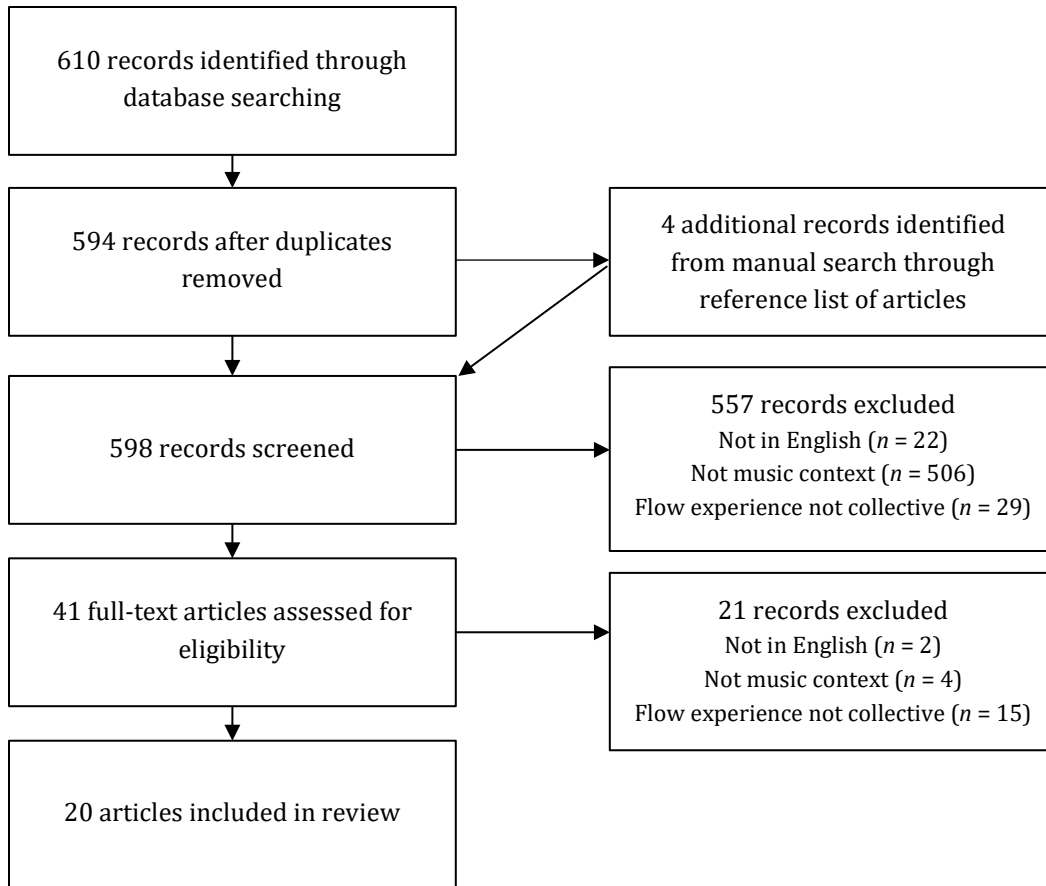 610 records identified through
database searching
594 records after duplicates
removed
4 additional records identified
from manual search through
reference list of articles
598 records screened
557 records excluded
Not in English (n = 22)
Not music context (n = 506)
Flow experience not collective (n = 29)
41 full-text articles assessed for
eligibility
21 records excluded
Not in English (n = 2)
Not music context (n = 4)
Flow experience not collective (n = 15)
20 articles included in review